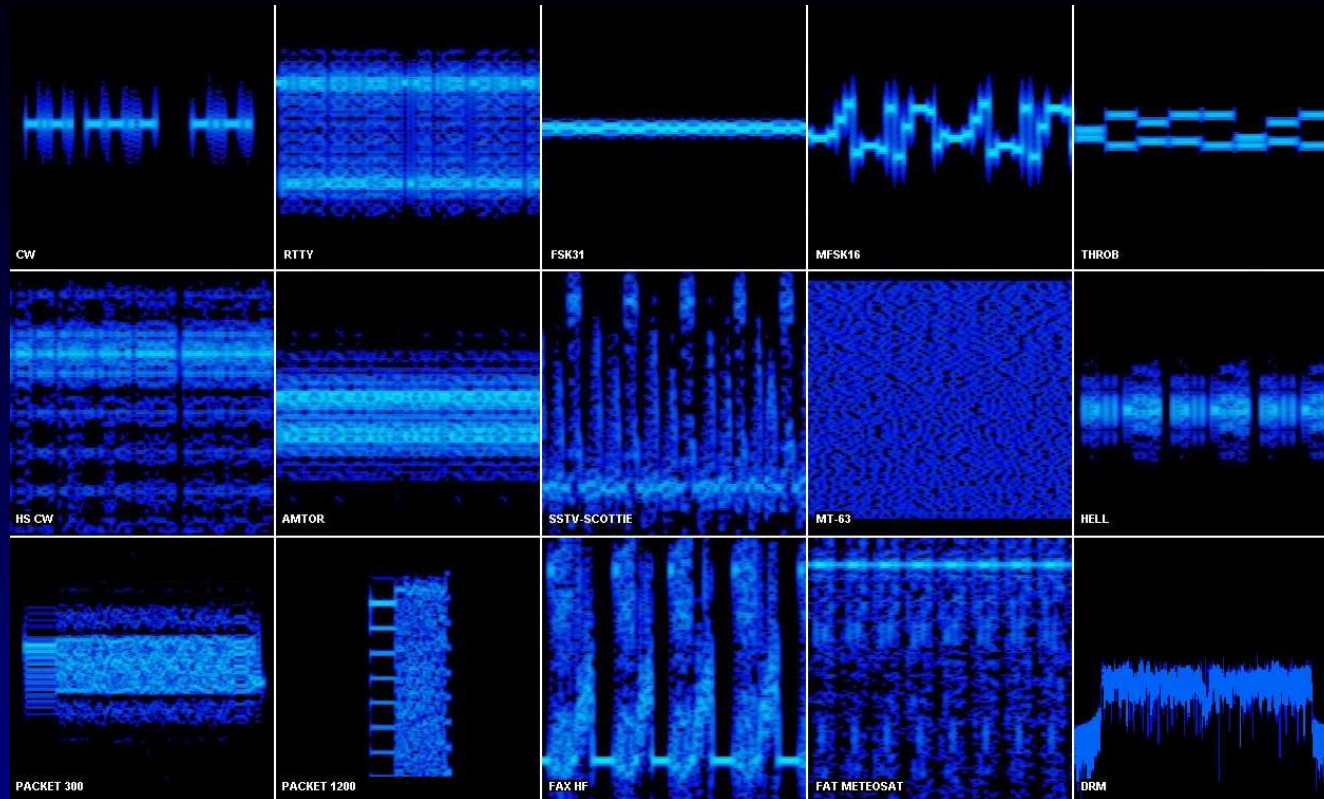 CW
RTTY
FSK31
MFSK16
THROB
HS CW
AMTOR
SSTV-SCOTTIE
MT-63
HELL
PACKET 300
PACKET 1200
FAX HF
FAT METEOSAT
DRM